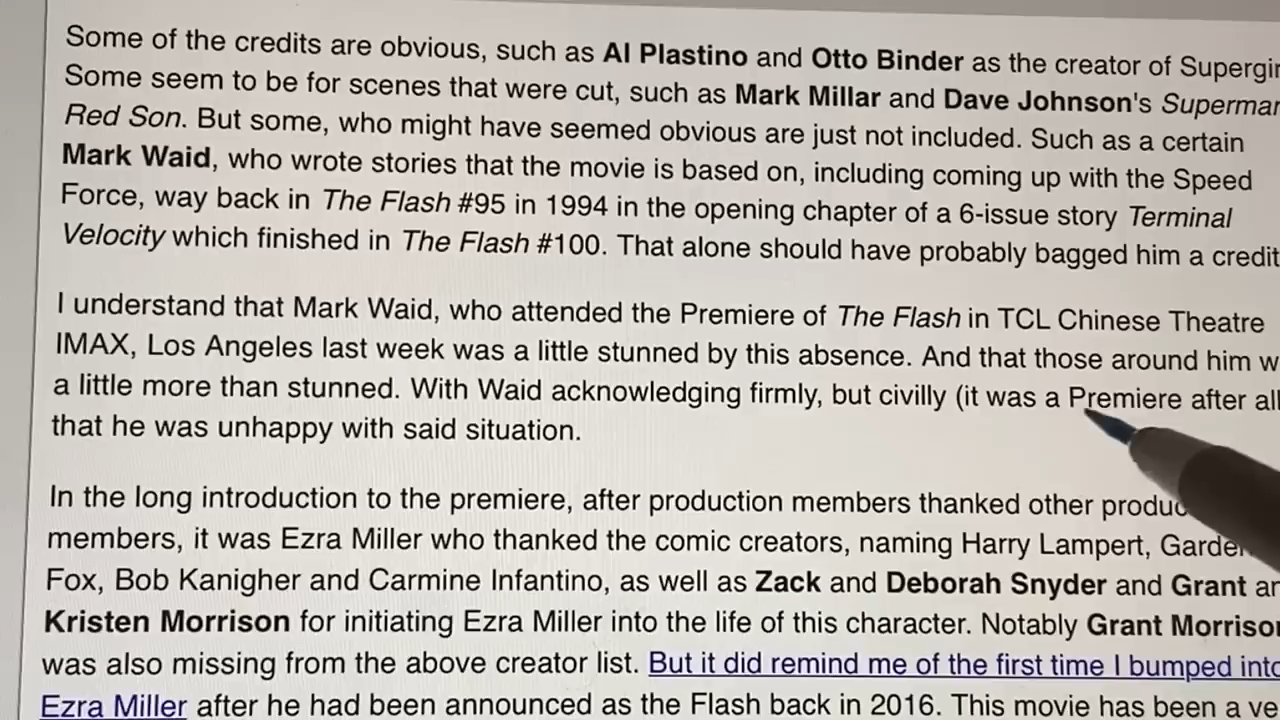 Some of the credits are obvious, such as Al Plastino and Otto Binder as the creator of
Some seem to be for scenes that were cut, such as Mark Millar and Dave Johnson's
Red Son. But some, who might have seemed obvious are just not included. Such as a certain
Mark Waid, who wrote stories that the movie is based on, including coming up with the Speed
Force, way back in The Flash #95 in 1994 in the opening chapter of a 6-issue story Terminal
Velocity which finished in The Flash #100. That alone should have probably bagged him a credit
I understand that Mark Waid, who attended the Premiere of The Flash in TCL Chinese Theatre
IMAX, Los Angeles last week was a little stunned by this absence. And that those around him
a little more than stunned. With Waid acknowledging firmly, but civilly (it was a Premiere after all
that he was unhappy with said situation.
In the long introduction to the premiere, after production members thanked other
members, it was Ezra Miller who thanked the comic creators, naming Harry Lampert,
Fox, Bob Kanigher and Carmine Infantino, as well as Zack and Deborah Snyder and Grant
Kristen Morrison for initiating Ezra Miller into the life of this character. Notably Grant
was also missing from the above creator list. But it did remind me of the first time I bumped
Ezra Miller after he had been announced as the Flash back in 2016. This movie has been a